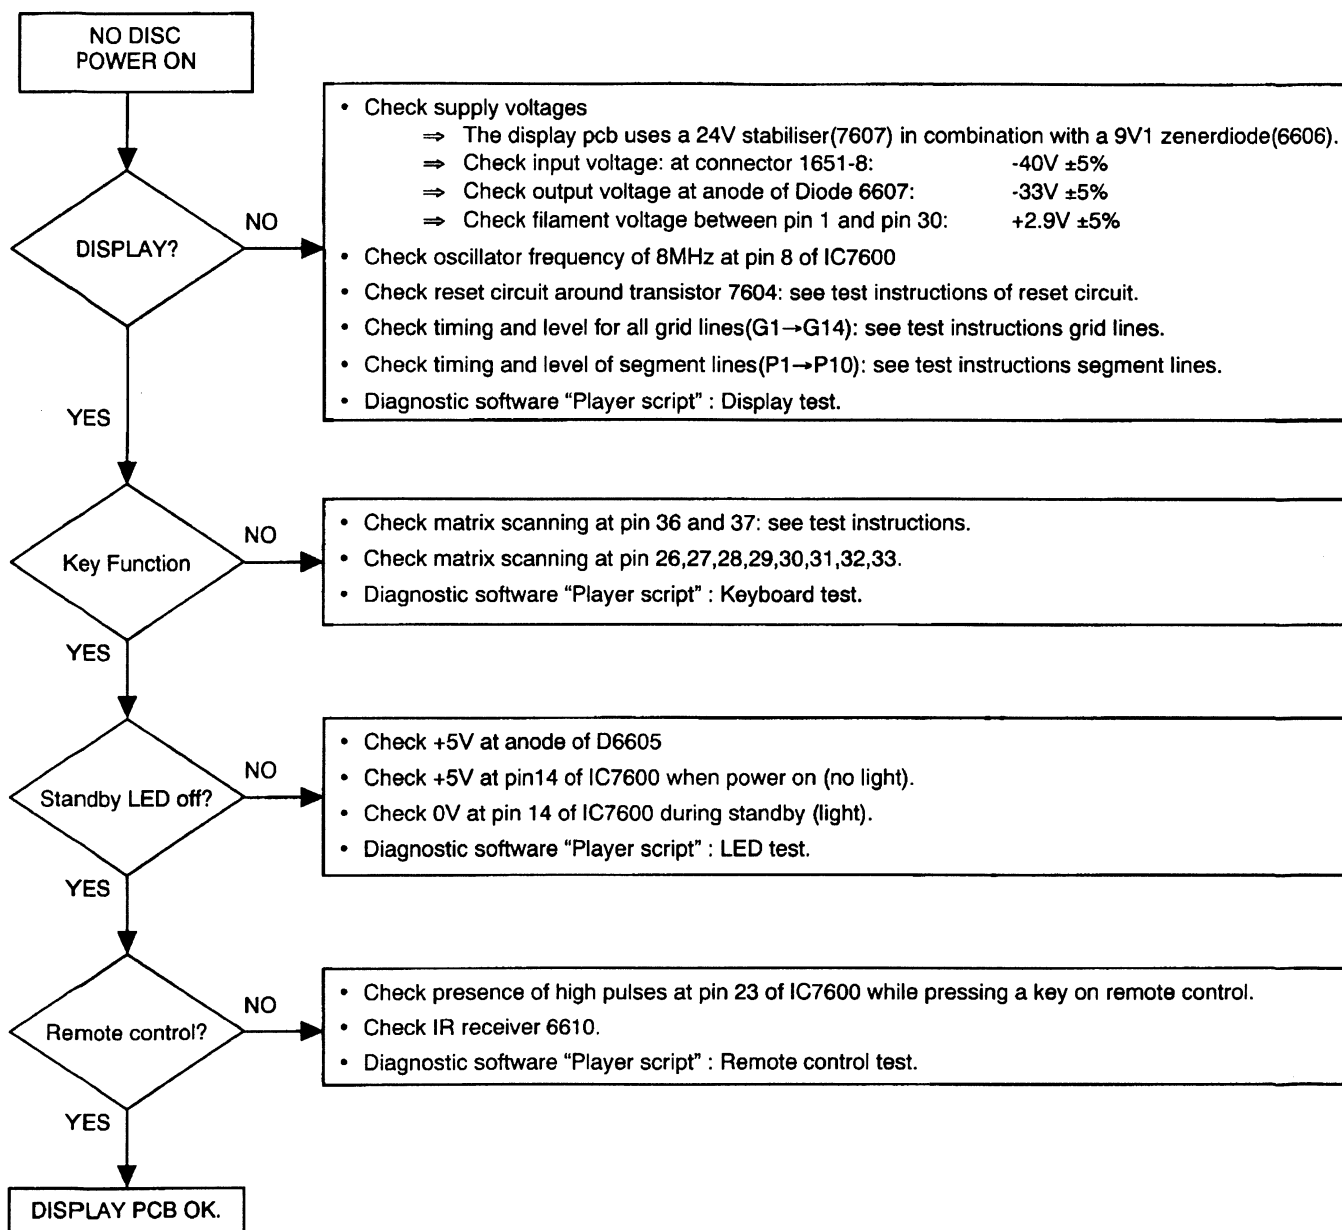 NO DISC
POWER ON
DISPLAY?
NO
• Check supply voltages
⇒ The display pcb uses a 24V stabiliser(7607) in combination with a 9V1 zenerdiode(6606).
⇒ Check input voltage: at connector 1651-8: -40V ±5%
⇒ Check output voltage at anode of Diode 6607: -33V ±5%
⇒ Check filament voltage between pin 1 and pin 30: +2.9V ±5%
• Check oscillator frequency of 8MHz at pin 8 of IC7600
• Check reset circuit around transistor 7604: see test instructions of reset circuit.
• Check timing and level for all grid lines(G1→G14): see test instructions grid lines.
• Check timing and level of segment lines(P1→P10): see test instructions segment lines.
• Diagnostic software “Player script” : Display test.
YES
Key Function
NO
• Check matrix scanning at pin 36 and 37: see test instructions.
• Check matrix scanning at pin 26,27,28,29,30,31,32,33.
• Diagnostic software “Player script” : Keyboard test.
YES
Standby LED off?
NO
• Check +5V at anode of D6605
• Check +5V at pin14 of IC7600 when power on (no light).
• Check 0V at pin 14 of IC7600 during standby (light).
• Diagnostic software “Player script” : LED test.
YES
Remote control?
NO
• Check presence of high pulses at pin 23 of IC7600 while pressing a key on remote control.
• Check IR receiver 6610.
• Diagnostic software “Player script” : Remote control test.
YES
DISPLAY PCB OK.